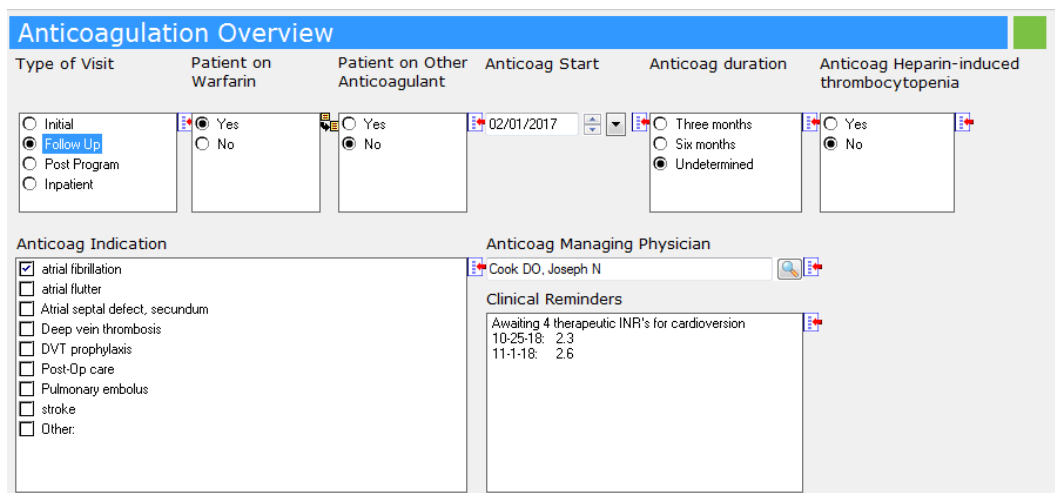 Anticoagulation Overview
Type of Visit
Patient on
Warfarin
Patient on Other
Anticoagulant
Anticoag Start
Anticoag duration
Anticoag Heparin-induced
thrombocytopenia
Initial
Follow Up
Post Program
Inpatient
Yes
No
Yes
No
02/01/2017
Three months
Six months
Undetermined
Yes
No
Anticoag Indication
atrial fibrillation
atrial flutter
Atrial septal defect, secundum
Deep vein thrombosis
DVT prophylaxis
Post-Op care
Pulmonary embolus
stroke
Other:
Anticoag Managing Physician
Cook DO, Joseph N
Clinical Reminders
Awaiting 4 therapeutic INR's for cardioversion
10-25-18: 2.3
11-1-18: 2.6